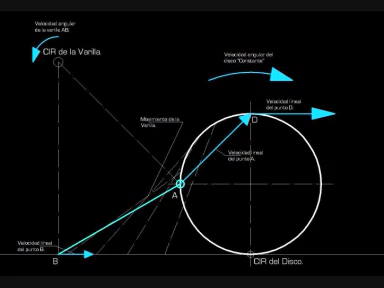 Velocidad angular
de la varilla AB.
CIR de la Varilla.
Velocidad angular del
disco "Constante"
Velocidad lineal
del punto D.
D
Movimiento de la
Varilla.
Velocidad lineal
del punto A.
A
Velocidad lineal
del punto B.
B
CIR del Disco.